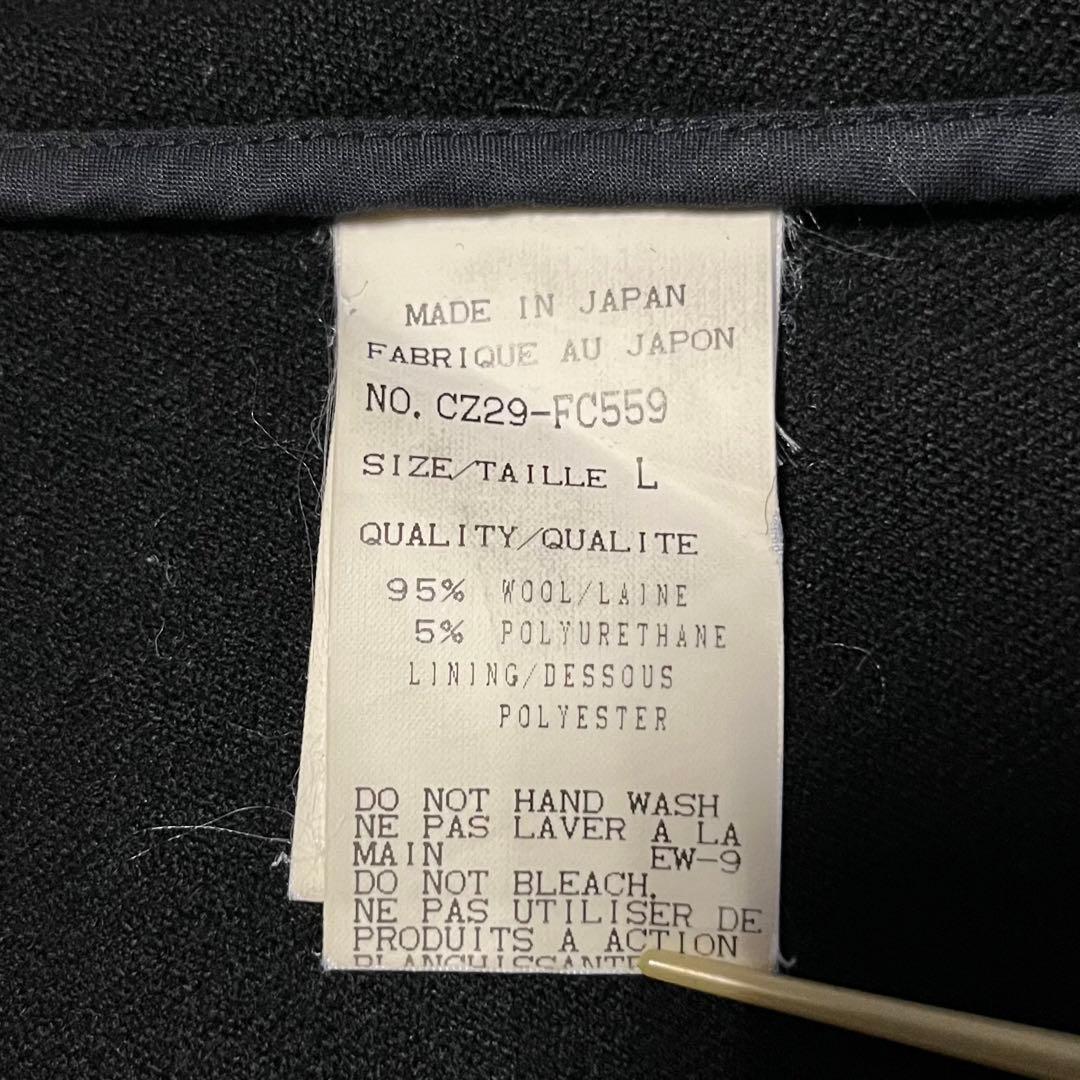 MADE IN JAPAN
FABRIQUE AU JAPON
NO. CZ29-FC559
SIZE/TAILLE L
QUALITY/QUALITE
95% WOOL/LAINE
5% POLYURETHANE
LINING/DESSOUS
POLYESTER
DO NOT HAND WASH
NE PAS LAVER A LA
MAIN EW-9
DO NOT BLEACH.
NE PAS UTILISER DE
PRODUITS A ACTION
BLANCHISSANTE